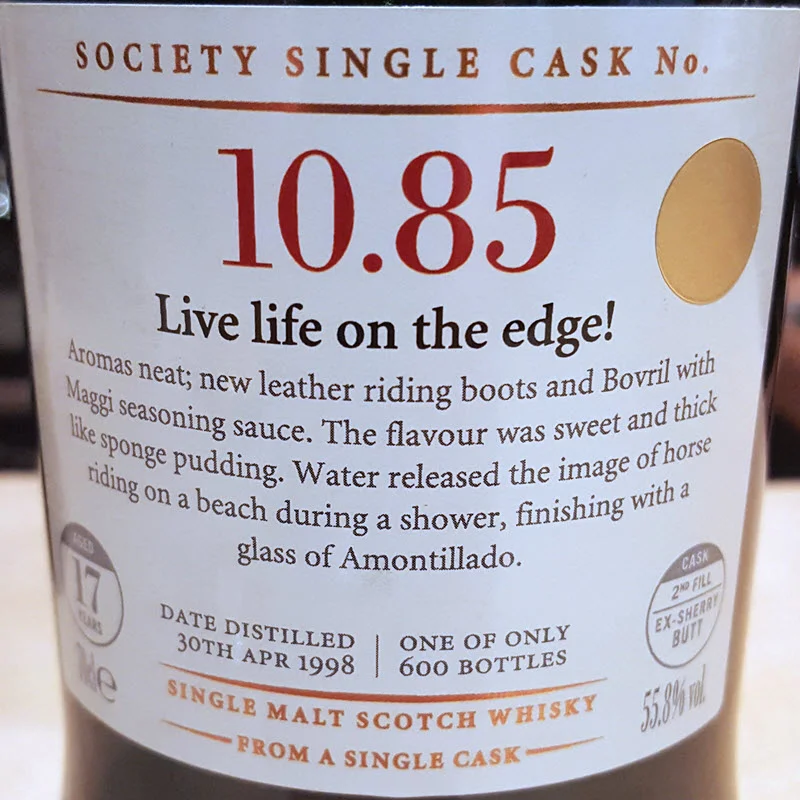 SOCIETY SINGLE CASK No.
10.85
Live life on the edge!
Aromas neat; new leather riding boots and Bovril with
Maggi seasoning sauce. The flavour was sweet and thick
like sponge pudding. Water released the image of horse
riding on a beach during a shower, finishing with a
glass of Amontillado.
AGED
17
YEARS
CASK
2ND FILL
EX-SHERRY
BUTT
DATE DISTILLED
30TH APR 1998
ONE OF ONLY
600 BOTTLES
55.8% vol.
SINGLE MALT SCOTCH WHISKY
FROM A SINGLE CASK